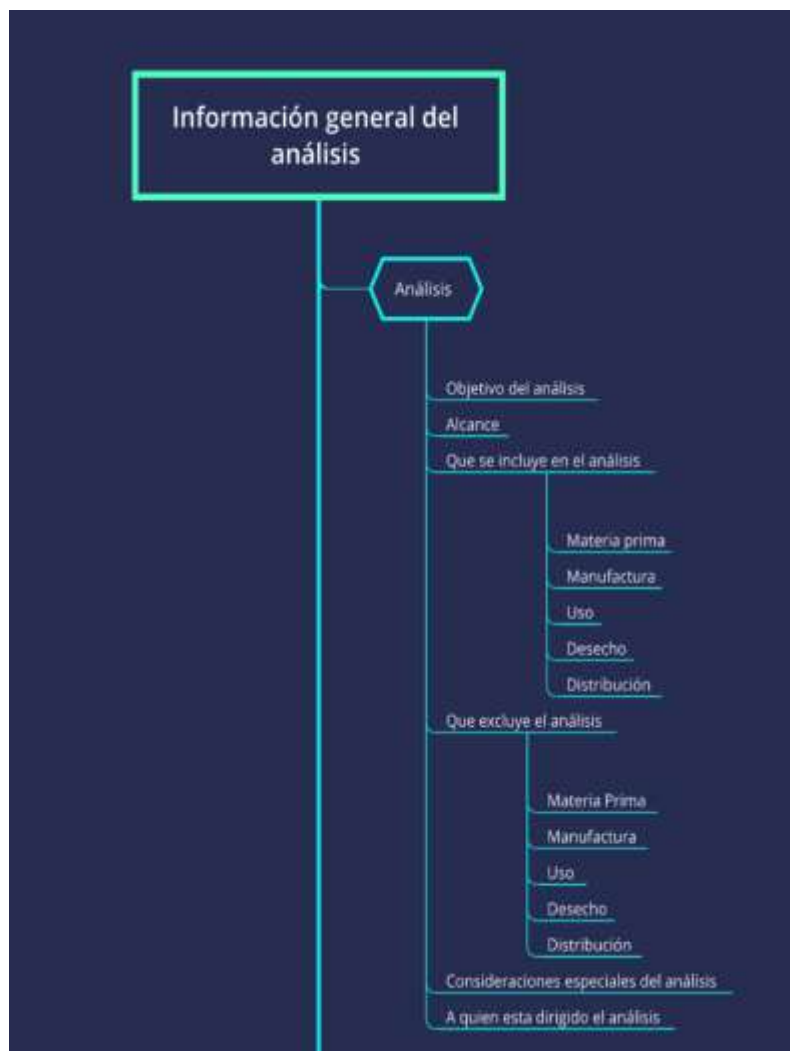 Información general del
análisis
Análisis
Objetivo del análisis
Alcance
Que se incluye en el análisis
Materia prima
Manufactura
Uso
Desecho
Distribución
Que excluye el análisis
Materia Prima
Manufactura
Uso
Desecho
Distribución
Consideraciones especiales del análisis
A quien esta dirigido el análisis